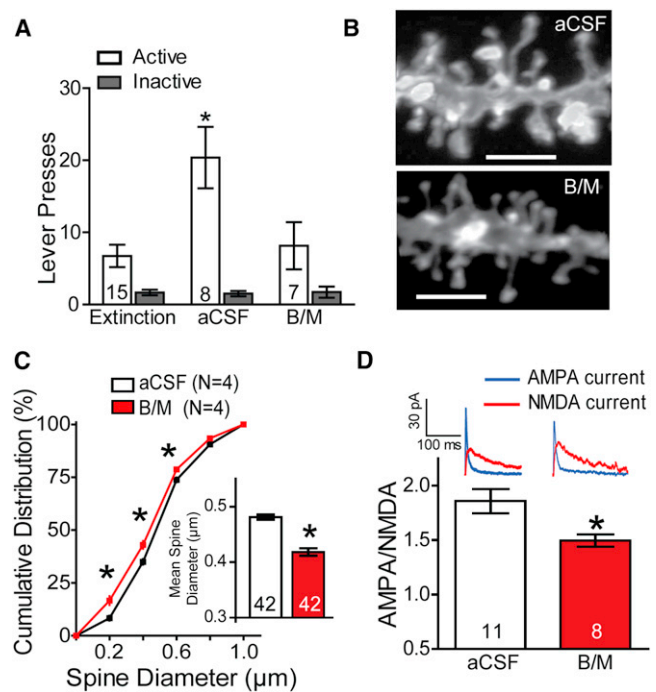 A
Active
Inactive
Lever Presses
30
20
10
0
*
15
8
7
Extinction
aCSF
B/M
B
aCSF
B/M
C
aCSF (N=4)
B/M (N=4)
Cumulative Distribution (%)
100
75
50
25
0
*
*
*
0.2
0.6
1.0
Spine Diameter (µm)
Mean Spine
Diameter (µm)
0.5
0.4
0.3
*
42
42
D
AMPA current
NMDA current
30 pA
100 ms
AMPA/NMDA
2.0
1.5
1.0
0.5
*
11
8
aCSF
B/M